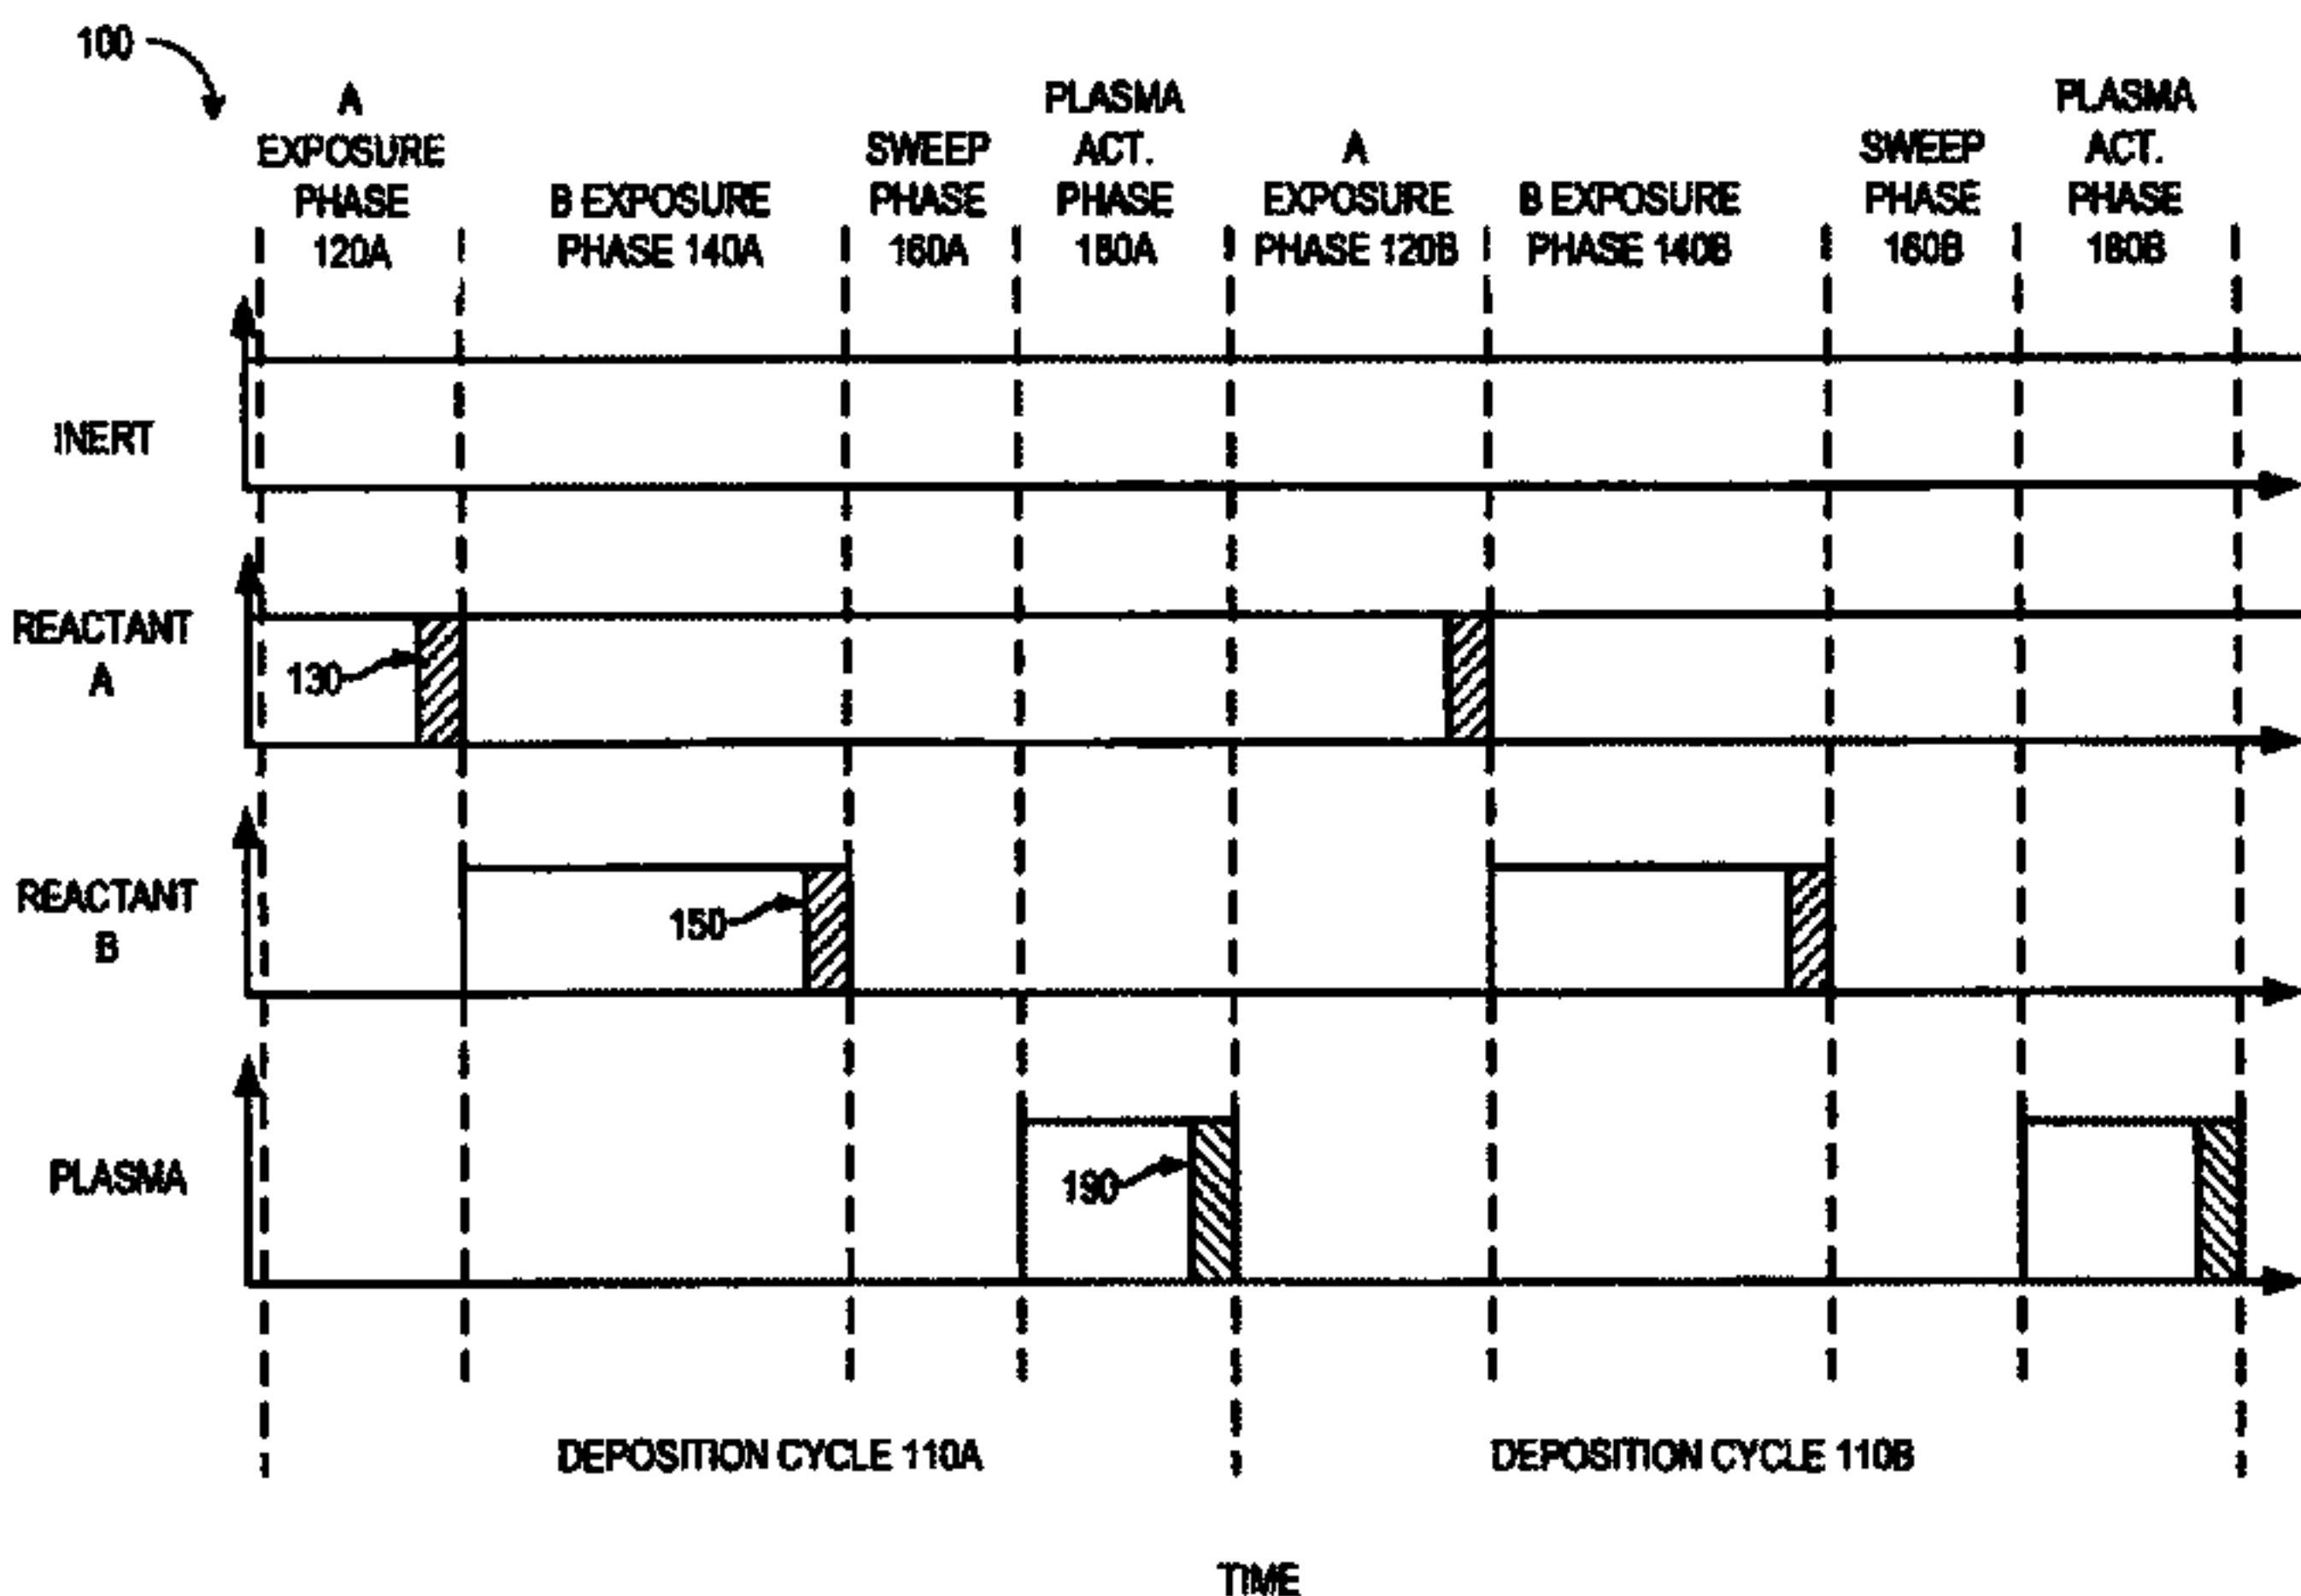 100
A
EXPOSURE
PHASE
120A
B EXPOSURE
PHASE 140A
SWEEP
PHASE
160A
PLASMA
ACT.
PHASE
180A
A
EXPOSURE
PHASE 120B
B EXPOSURE
PHASE 140B
SWEEP
PHASE
160B
PLASMA
ACT.
PHASE
180B
INERT
REACTANT
A
130
REACTANT
B
150
PLASMA
190
DEPOSITION CYCLE 110A
DEPOSITION CYCLE 110B
TIME